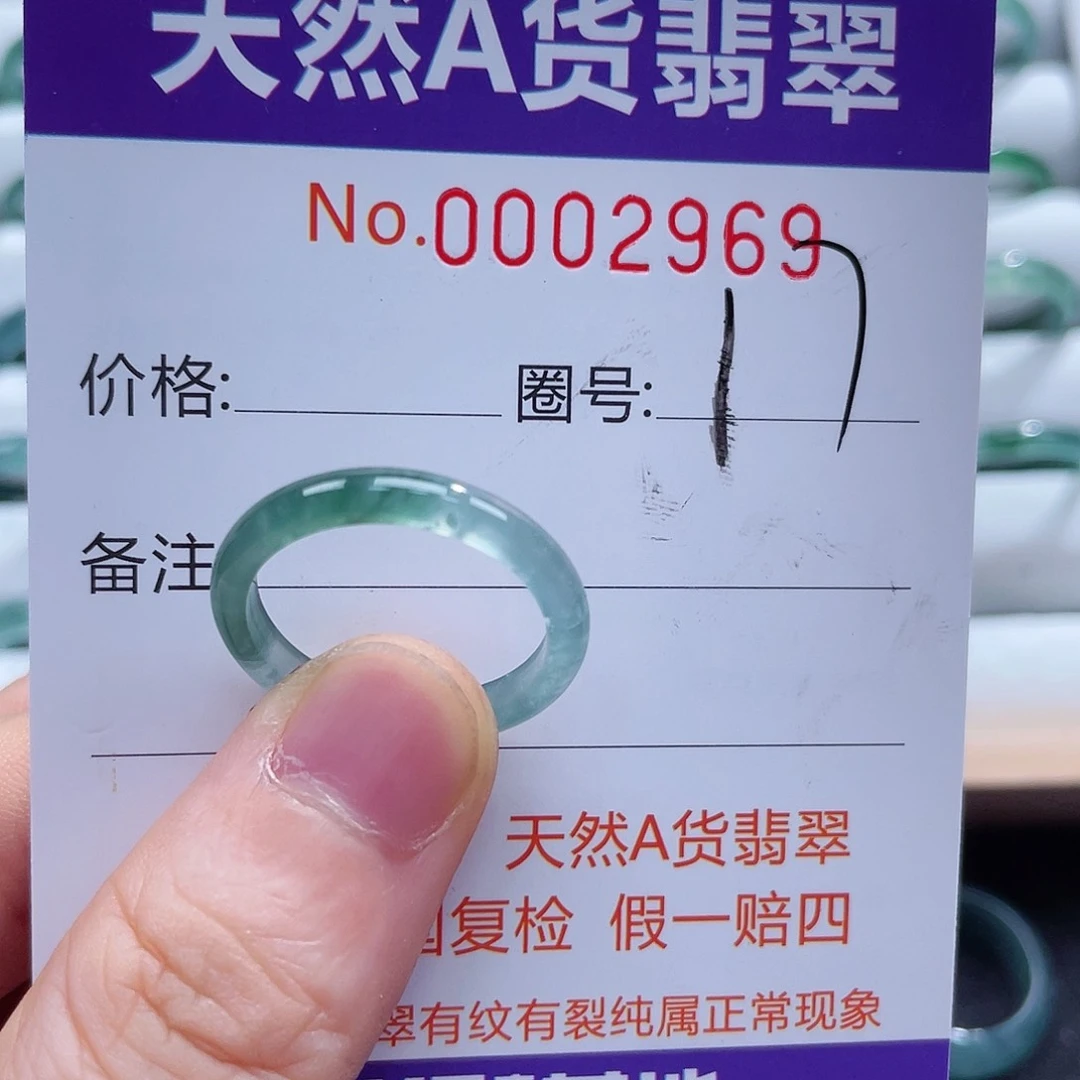 天然A货翡翠
No.0002969
价格: 圈号: 17
备注
天然A货翡翠
复检 假一赔四
翠有纹有裂纯属正常现象